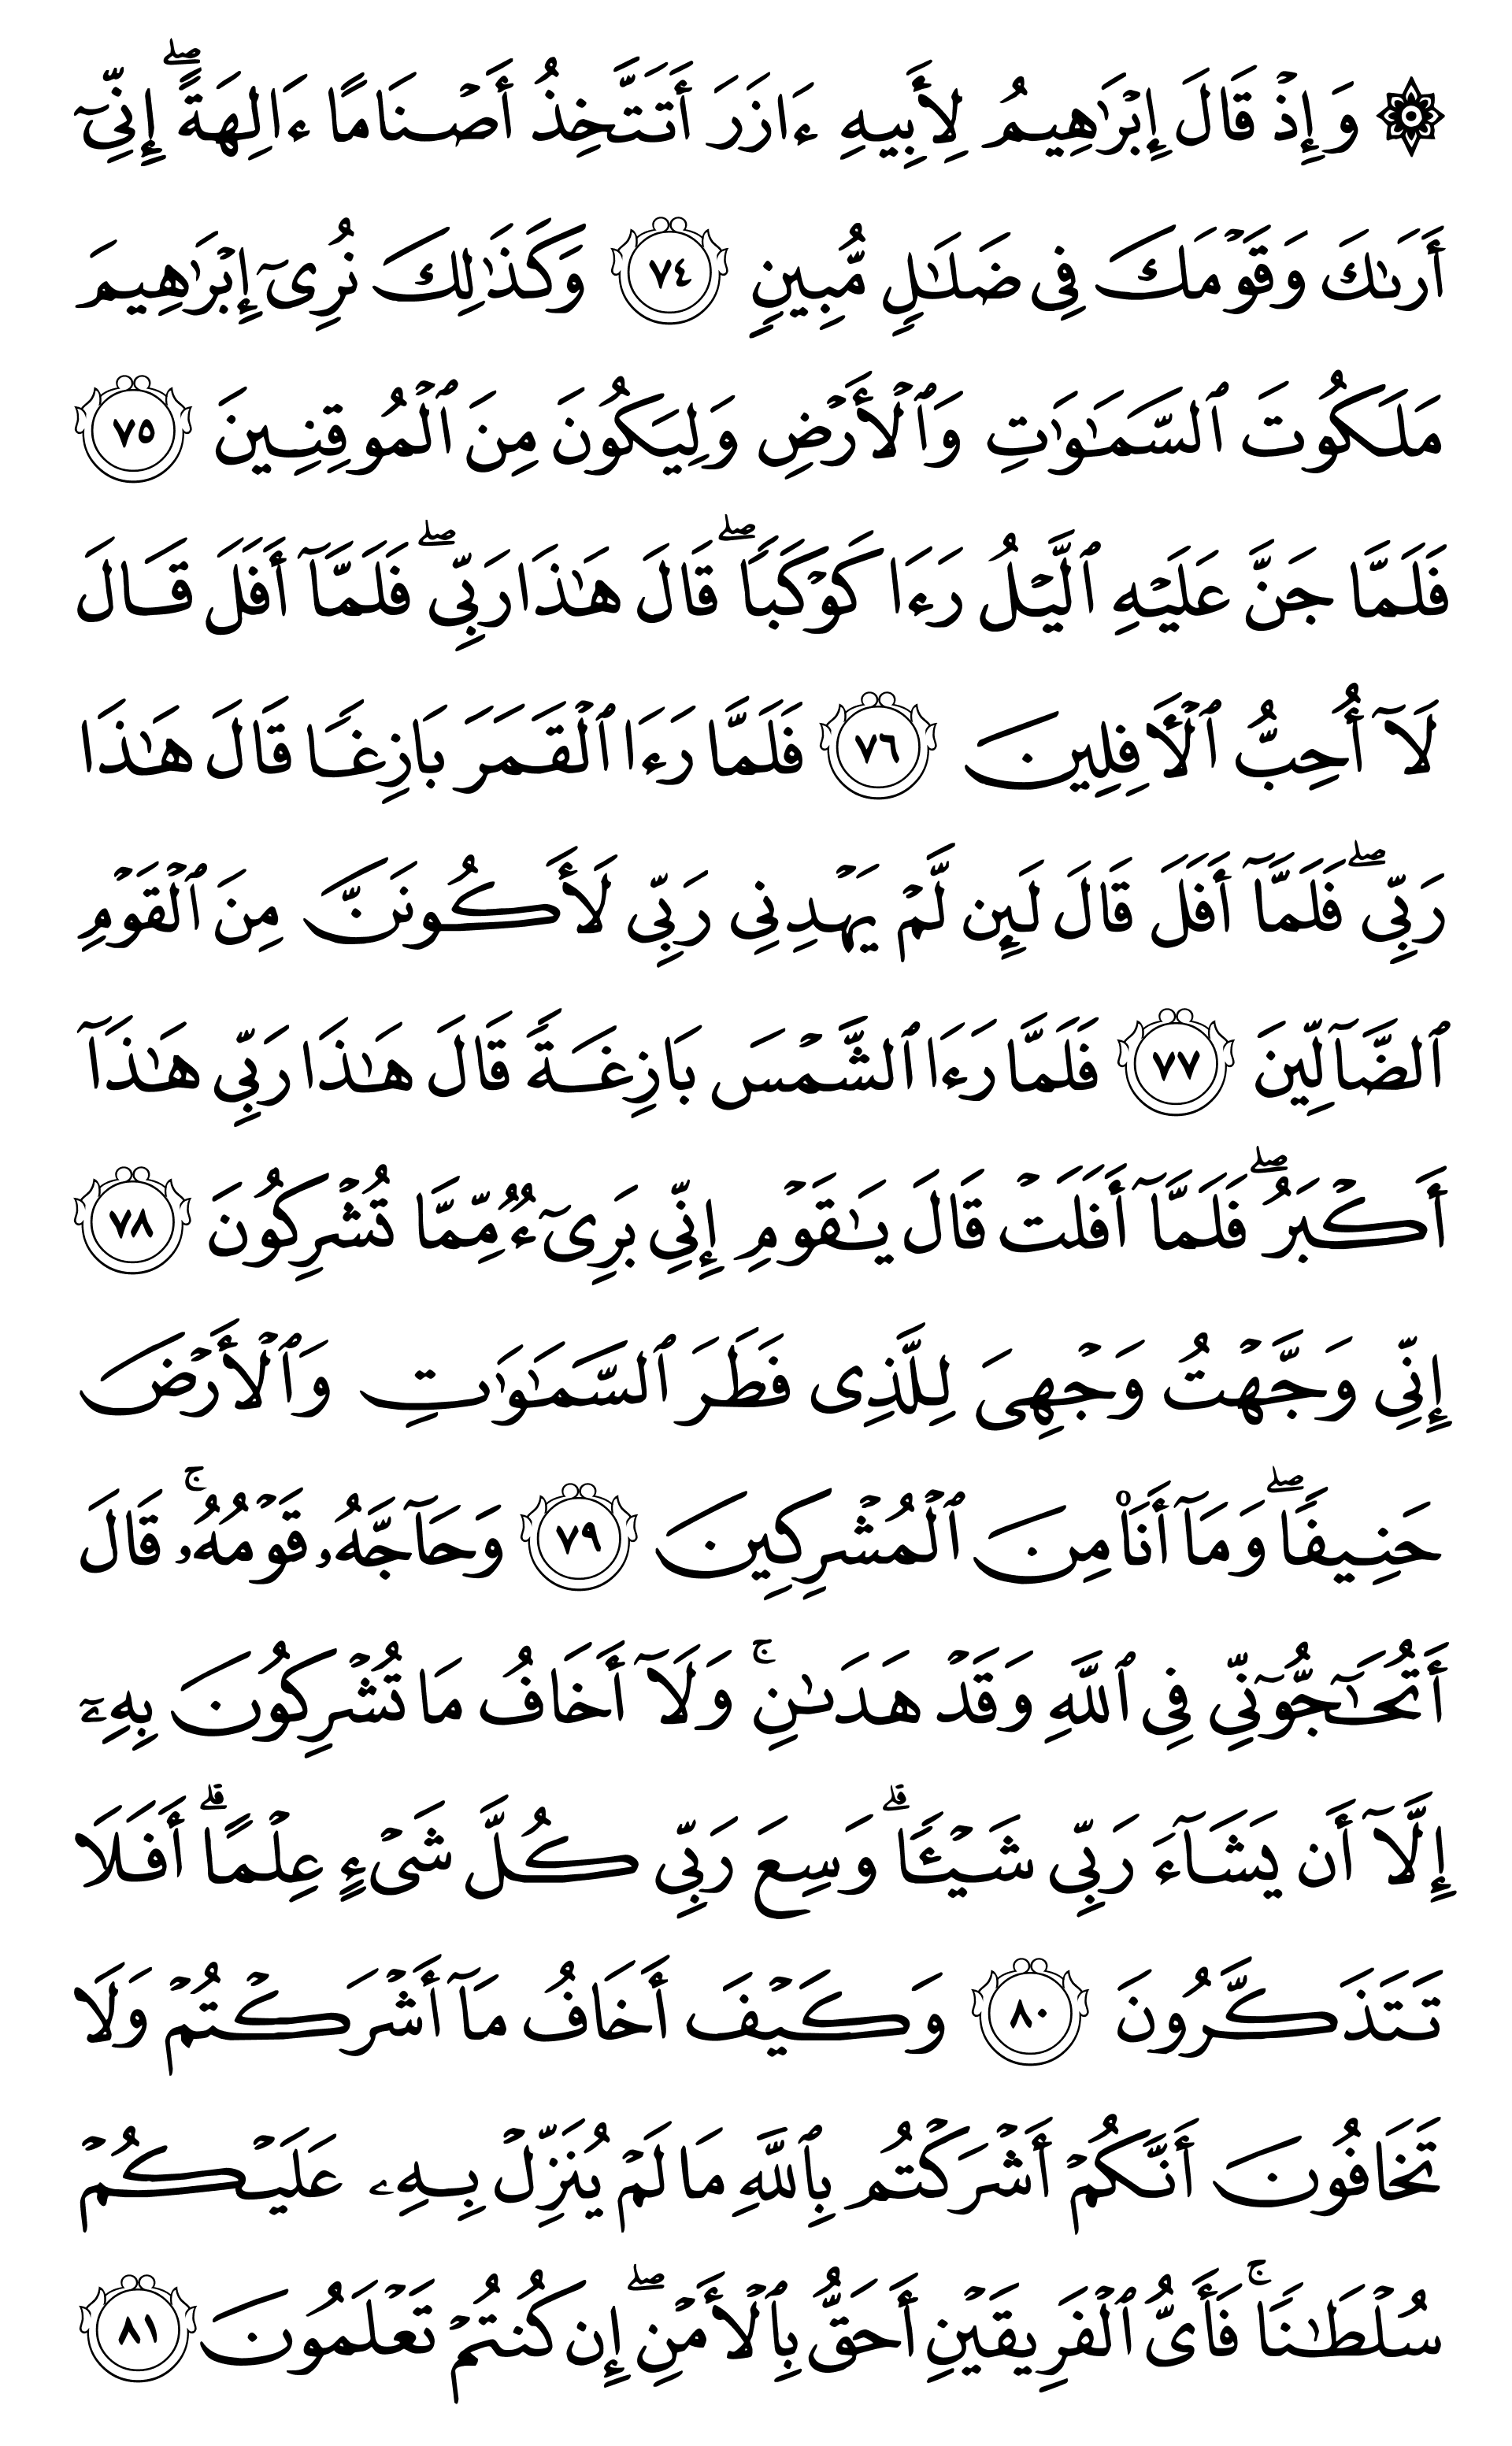 ۞ وَإِذۡ قَالَ إِبۡرَٰهِيمُ لِأَبِيهِ ءَازَرَ أَتَتَّخِذُ أَصۡنَامًا ءَالِهَةً ۖ إِنِّيٓ
أَرَىٰكَ وَقَوۡمَكَ فِي ضَلَٰلٖ مُّبِينٖ ٧٤ وَكَذَٰلِكَ نُرِيٓ إِبۡرَٰهِيمَ
مَلَكُوتَ ٱلسَّمَٰوَٰتِ وَٱلۡأَرۡضِ وَلِيَكُونَ مِنَ ٱلۡمُوقِنِينَ ٧٥
فَلَمَّا جَنَّ عَلَيۡهِ ٱلَّيۡلُ رَءَا كَوۡكَبٗاۖ قَالَ هَٰذَا رَبِّيۖ فَلَمَّآ أَفَلَ قَالَ
لَآ أُحِبُّ ٱلۡأٓفِلِينَ ٧٦ فَلَمَّا رَءَا ٱلۡقَمَرَ بَازِغٗا قَالَ هَٰذَا
رَبِّيۖ فَلَمَّآ أَفَلَ قَالَ لَئِن لَّمۡ يَهۡدِنِي رَبِّي لَأَكُونَنَّ مِنَ ٱلۡقَوۡمِ
ٱلضَّآلِّينَ ٧٧ فَلَمَّا رَءَا ٱلشَّمۡسَ بَازِغَةٗ قَالَ هَٰذَا رَبِّي هَٰذَآ
أَكۡبَرُۖ فَلَمَّآ أَفَلَتۡ قَالَ يَٰقَوۡمِ إِنِّي بَرِيٓءٞ مِّمَّا تُشۡرِكُونَ ٧٨
إِنِّي وَجَّهۡتُ وَجۡهِيَ لِلَّذِي فَطَرَ ٱلسَّمَٰوَٰتِ وَٱلۡأَرۡضَ
حَنِيفٗاۖ وَمَآ أَنَا۠ مِنَ ٱلۡمُشۡرِكِينَ ٧٩ وَحَآجَّهُۥ قَوۡمُهُۥۚ قَالَ
أَتُحَٰٓجُّوٓنِّي فِي ٱللَّهِ وَقَدۡ هَدَىٰنِۚ وَلَآ أَخَافُ مَا تُشۡرِكُونَ بِهِۦٓ
إِلَّآ أَن يَشَآءَ رَبِّي شَيۡـٔٗاۗ وَسِعَ رَبِّي كُلَّ شَيۡءٍ عِلۡمًاۗ أَفَلَا
تَتَذَكَّرُونَ ٨٠ وَكَيۡفَ أَخَافُ مَآ أَشۡرَكۡتُمۡ وَلَا
تَخَافُونَ أَنَّكُمۡ أَشۡرَكۡتُم بِٱللَّهِ مَا لَمۡ يُنَزِّلۡ بِهِۦ عَلَيۡكُمۡ
سُلۡطَٰنٗاۚ فَأَيُّ ٱلۡفَرِيقَيۡنِ أَحَقُّ بِٱلۡأَمۡنِۖ إِن كُنتُمۡ تَعۡلَمُونَ ٨١